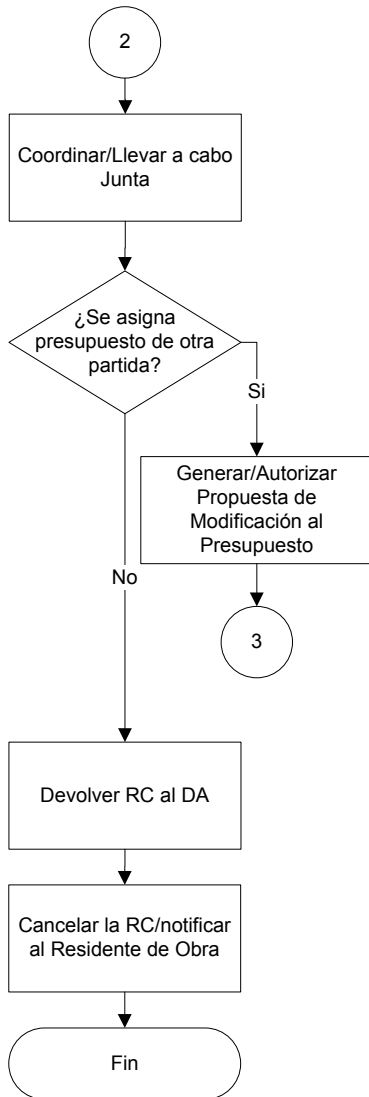 2
Coordinar/Llevar a cabo
Junta
¿Se asigna
presupuesto de otra
partida?
Si
Generar/Autorizar
Propuesta de
Modificación al
Presupuesto
No
3
Devolver RC al DA
Cancelar la RC/notificar
al Residente de Obra
Fin